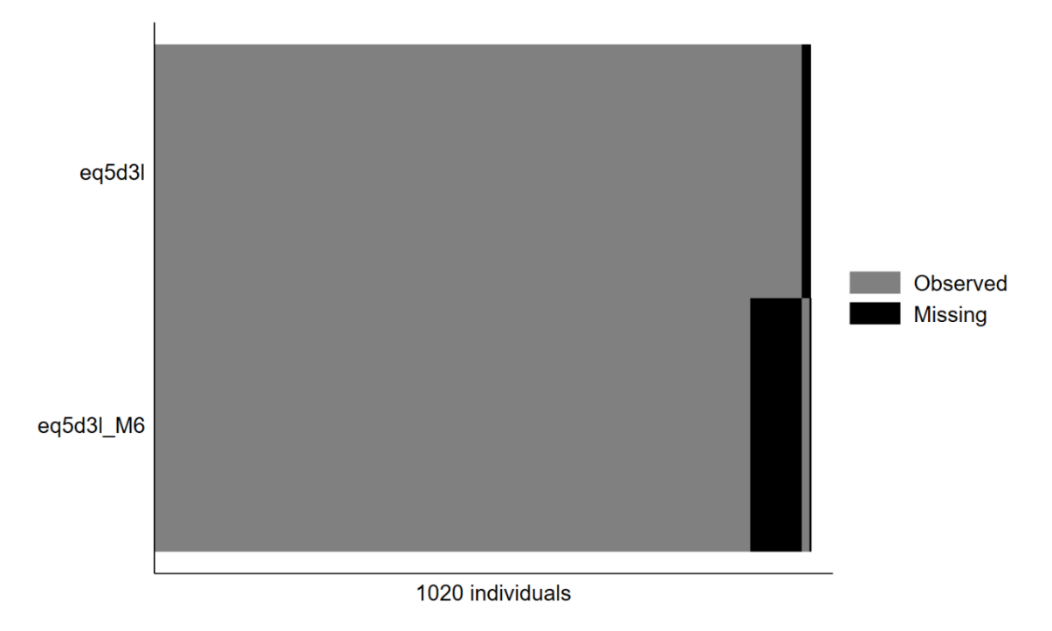 eq5d3l
Observed
Missing
eq5d3l_M6
1020 individuals